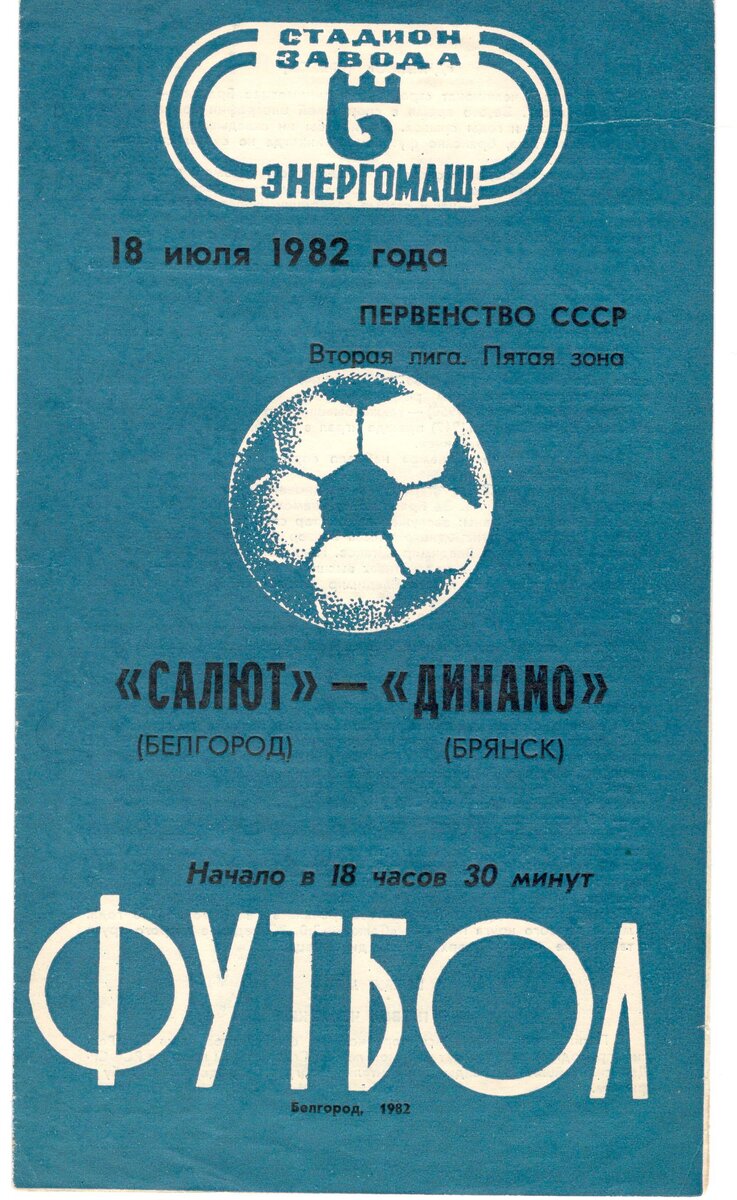 СТАДИОН
ЗАВОДА
ЭНЕРГОМАШ
18 июля 1982 года
ПЕРВЕНСТВО СССР
Вторая лига. Пятая зона
«САЛЮТ» — «ДИНАМО»
(БЕЛГОРОД) (БРЯНСК)
Начало в 18 часов 30 минут
ФУТБОЛ
Белгород, 1982